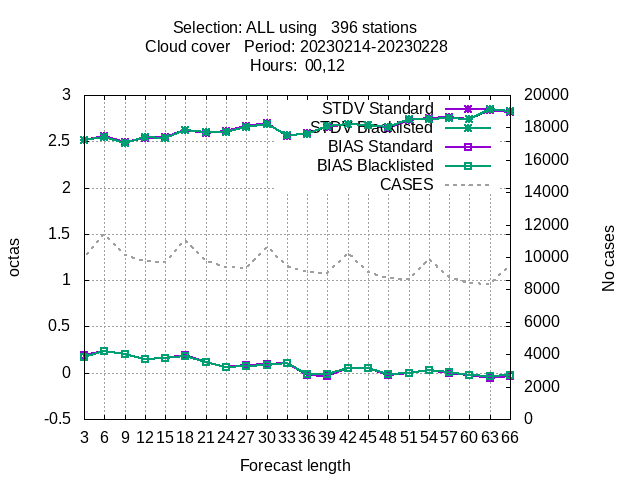 Selection: ALL using   396 stations
Cloud cover   Period: 20230214-20230228
Hours:  00,12
3
2.5
2
1.5
1
0.5
0
-0.5
octas
STDV Standard
STDV Blacklisted
BIAS Standard
BIAS Blacklisted
CASES
20000
18000
16000
14000
12000
10000
8000
6000
4000
2000
0
No cases
3 6 9 12 15 18 21 24 27 30 33 36 39 42 45 48 51 54 57 60 63 66
Forecast length